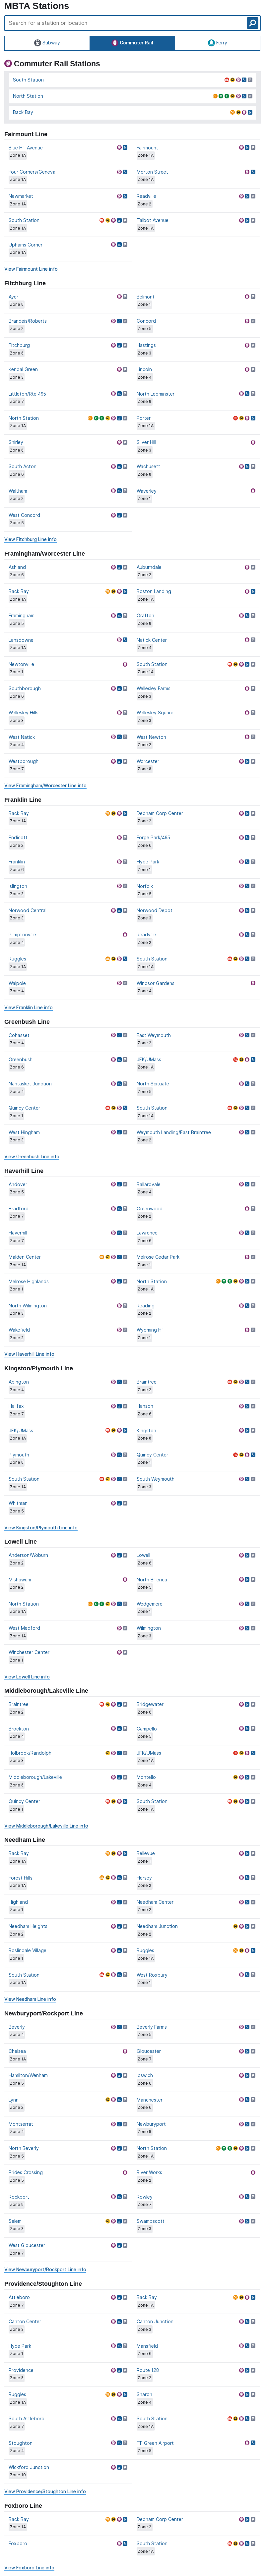 MBTA Stations
Search for a station or location
Subway
Commuter Rail
Ferry
Commuter Rail Stations
South Station
North Station
Back Bay
Fairmount Line
Blue Hill Avenue
Zone 1A
Fairmount
Zone 1A
Four Corners/Geneva
Zone 1A
Morton Street
Zone 1A
Newmarket
Zone 1A
Readville
Zone 2
South Station
Zone 1A
Talbot Avenue
Zone 1A
Uphams Corner
Zone 1A
View Fairmount Line info
Fitchburg Line
Ayer
Zone 8
Belmont
Zone 1
Brandeis/Roberts
Zone 2
Concord
Zone 5
Fitchburg
Zone 8
Hastings
Zone 3
Kendal Green
Zone 3
Lincoln
Zone 4
Littleton/Rte 495
Zone 7
North Leominster
Zone 8
North Station
Zone 1A
Porter
Zone 1A
Shirley
Zone 8
Silver Hill
Zone 3
South Acton
Zone 6
Wachusett
Zone 8
Waltham
Zone 2
Waverley
Zone 1
West Concord
Zone 5
View Fitchburg Line info
Framingham/Worcester Line
Ashland
Zone 6
Auburndale
Zone 2
Back Bay
Zone 1A
Boston Landing
Zone 1A
Framingham
Zone 5
Grafton
Zone 8
Lansdowne
Zone 1A
Natick Center
Zone 4
Newtonville
Zone 1
South Station
Zone 1A
Southborough
Zone 6
Wellesley Farms
Zone 3
Wellesley Hills
Zone 3
Wellesley Square
Zone 3
West Natick
Zone 4
West Newton
Zone 2
Westborough
Zone 7
Worcester
Zone 8
View Framingham/Worcester Line info
Franklin Line
Back Bay
Zone 1A
Dedham Corp Center
Zone 2
Endicott
Zone 2
Forge Park/495
Zone 6
Franklin
Zone 6
Hyde Park
Zone 1
Islington
Zone 3
Norfolk
Zone 5
Norwood Central
Zone 3
Norwood Depot
Zone 3
Plimptonville
Zone 4
Readville
Zone 2
Ruggles
Zone 1A
South Station
Zone 1A
Walpole
Zone 4
Windsor Gardens
Zone 4
View Franklin Line info
Greenbush Line
Cohasset
Zone 4
East Weymouth
Zone 2
Greenbush
Zone 6
JFK/UMass
Zone 1A
Nantasket Junction
Zone 4
North Scituate
Zone 5
Quincy Center
Zone 1
South Station
Zone 1A
West Hingham
Zone 3
Weymouth Landing/East Braintree
Zone 2
View Greenbush Line info
Haverhill Line
Andover
Zone 5
Ballardvale
Zone 4
Bradford
Zone 7
Greenwood
Zone 2
Haverhill
Zone 7
Lawrence
Zone 6
Malden Center
Zone 1A
Melrose Cedar Park
Zone 1
Melrose Highlands
Zone 1
North Station
Zone 1A
North Wilmington
Zone 3
Reading
Zone 2
Wakefield
Zone 2
Wyoming Hill
Zone 1
View Haverhill Line info
Kingston/Plymouth Line
Abington
Zone 4
Braintree
Zone 2
Halifax
Zone 7
Hanson
Zone 6
JFK/UMass
Zone 1A
Kingston
Zone 8
Plymouth
Zone 8
Quincy Center
Zone 1
South Station
Zone 1A
South Weymouth
Zone 3
Whitman
Zone 5
View Kingston/Plymouth Line info
Lowell Line
Anderson/Woburn
Zone 2
Lowell
Zone 6
Mishawum
Zone 2
North Billerica
Zone 5
North Station
Zone 1A
Wedgemere
Zone 1
West Medford
Zone 1A
Wilmington
Zone 3
Winchester Center
Zone 1
View Lowell Line info
Middleborough/Lakeville Line
Braintree
Zone 2
Bridgewater
Zone 6
Brockton
Zone 4
Campello
Zone 5
Holbrook/Randolph
Zone 3
JFK/UMass
Zone 1A
Middleborough/Lakeville
Zone 8
Montello
Zone 4
Quincy Center
Zone 1
South Station
Zone 1A
View Middleborough/Lakeville Line info
Needham Line
Back Bay
Zone 1A
Bellevue
Zone 1
Forest Hills
Zone 1A
Hersey
Zone 2
Highland
Zone 1
Needham Center
Zone 2
Needham Heights
Zone 2
Needham Junction
Zone 2
Roslindale Village
Zone 1
Ruggles
Zone 1A
South Station
Zone 1A
West Roxbury
Zone 1
View Needham Line info
Newburyport/Rockport Line
Beverly
Zone 4
Beverly Farms
Zone 5
Chelsea
Zone 1A
Gloucester
Zone 7
Hamilton/Wenham
Zone 5
Ipswich
Zone 6
Lynn
Zone 2
Manchester
Zone 6
Montserrat
Zone 4
Newburyport
Zone 8
North Beverly
Zone 5
North Station
Zone 1A
Prides Crossing
Zone 5
River Works
Zone 2
Rockport
Zone 8
Rowley
Zone 7
Salem
Zone 3
Swampscott
Zone 3
West Gloucester
Zone 7
View Newburyport/Rockport Line info
Providence/Stoughton Line
Attleboro
Zone 7
Back Bay
Zone 1A
Canton Center
Zone 3
Canton Junction
Zone 3
Hyde Park
Zone 1
Mansfield
Zone 6
Providence
Zone 8
Route 128
Zone 2
Ruggles
Zone 1A
Sharon
Zone 4
South Attleboro
Zone 7
South Station
Zone 1A
Stoughton
Zone 4
TF Green Airport
Zone 9
Wickford Junction
Zone 10
View Providence/Stoughton Line info
Foxboro Line
Back Bay
Zone 1A
Dedham Corp Center
Zone 2
Foxboro
South Station
Zone 1A
View Foxboro Line info